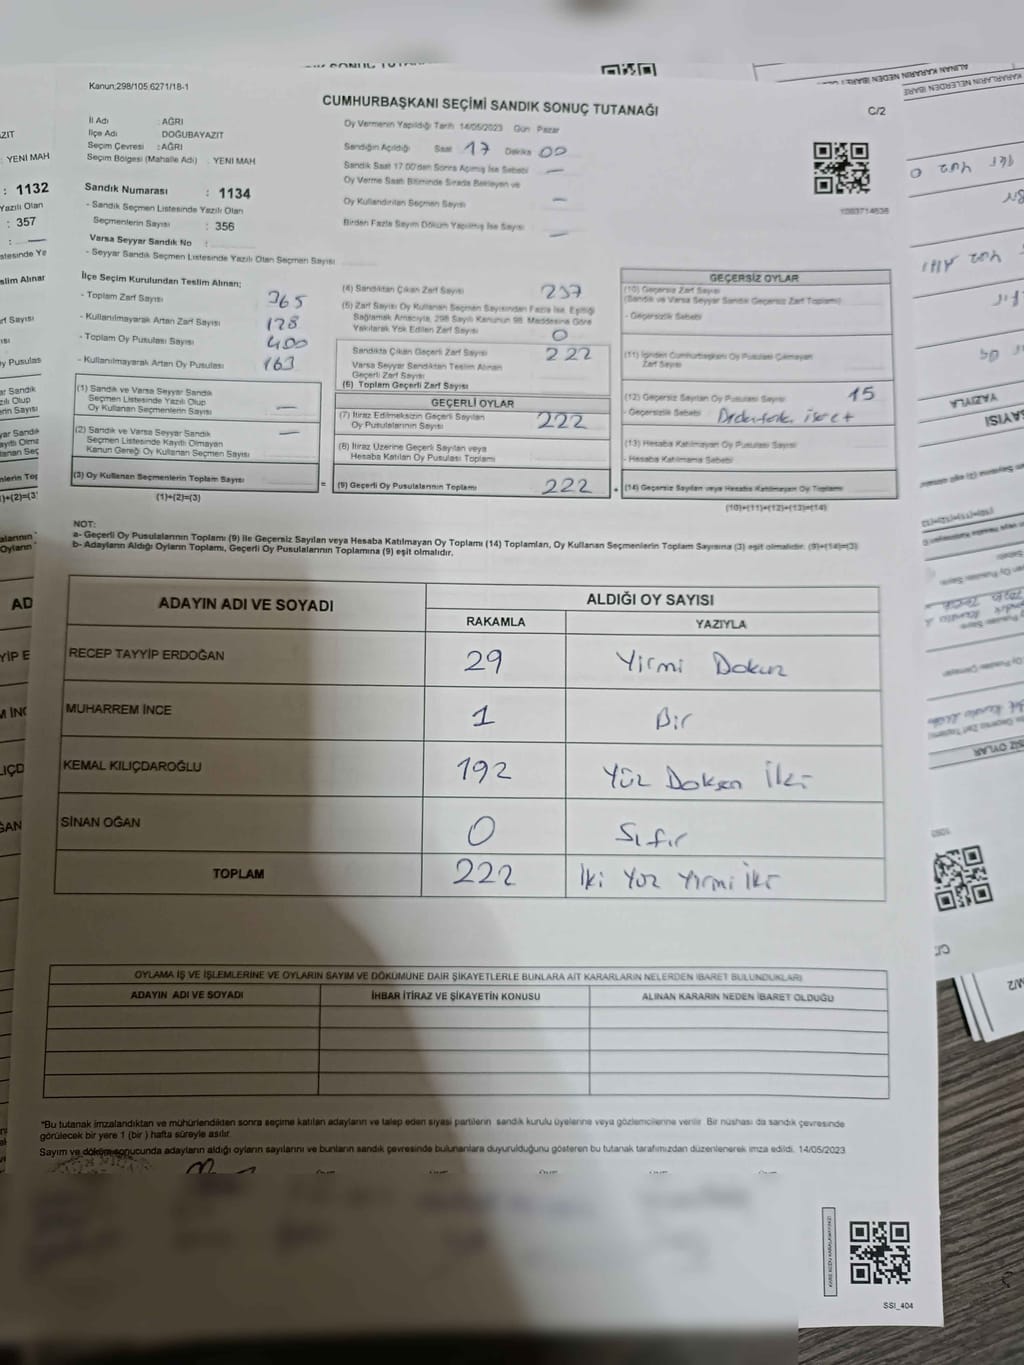 Kanun;298/105;6271/18-1
CUMHURBAŞKANI SEÇİMİ SANDIK SONUÇ TUTANAĞI
C/2
İl Adı : AĞRI
İlçe Adı : DOĞUBAYAZIT
Seçim Çevresi : AĞRI
Seçim Bölgesi (Mahalle Adı) : YENI MAH
Sandık Numarası : 1134
- Sandık Seçmen Listesinde Yazılı Olan
Seçmenlerin Sayısı : 356
Varsa Seyyar Sandık No :
- Seyyar Sandık Seçmen Listesinde Yazılı Olan Seçmen Sayısı
Oy Vermenin Yapıldığı Tarih 14/05/2023 Gün Pazar
Sandığın Açıldığı Saat 17 Dakika 00
Sandık Saat 17.00'den Sonra Açılmış İse Sebebi —
Oy Verme Saati Bitiminde Sırada Bekleyen ve
Oy Kullandırılan Seçmen Sayısı —
Birden Fazla Sayım Döküm Yapılmış İse Sayısı —
İlçe Seçim Kurulundan Teslim Alınan;
- Toplam Zarf Sayısı 365
- Kullanılmayarak Artan Zarf Sayısı 128
- Toplam Oy Pusulası Sayısı 400
- Kullanılmayarak Artan Oy Pusulası 163
(1) Sandık ve Varsa Seyyar Sandık
Seçmen Listesinde Yazılı Olup
Oy Kullanan Seçmenlerin Sayısı —
(2) Sandık ve Varsa Seyyar Sandık
Seçmen Listesinde Kayıtlı Olmayan
Kanun Gereği Oy Kullanan Seçmen Sayısı —
(3) Oy Kullanan Seçmenlerin Toplam Sayısı
(1)+(2)=(3)
(4) Sandıktan Çıkan Zarf Sayısı 237
(5) Zarf Sayısı Oy Kullanan Seçmen Sayısından Fazla İse, Eşitliği
Sağlamak Amacıyla, 298 Sayılı Kanunun 98. Maddesine Göre
Yakılarak Yok Edilen Zarf Sayısı 0
Sandıkta Çıkan Geçerli Zarf Sayısı 222
Varsa Seyyar Sandıktan Teslim Alınan
Geçerli Zarf Sayısı
(6) Toplam Geçerli Zarf Sayısı
GEÇERLİ OYLAR
(7) İtiraz Edilmeksizin Geçerli Sayılan
Oy Pusulalarının Sayısı 222
(8) İtiraz Üzerine Geçerli Sayılan veya
Hesaba Katılan Oy Pusulası Toplamı
(9) Geçerli Oy Pusulalarının Toplamı 222
GEÇERSİZ OYLAR
(10) Geçersiz Zarf Sayısı
(Sandık ve Varsa Seyyar Sandık Geçersiz Zarf Toplamı)
- Geçersizlik Sebebi
(11) İçinden Cumhurbaşkanı Oy Pusulası Çıkmayan
Zarf Sayısı
(12) Geçersiz Sayılan Oy Pusulası Sayısı 15
- Geçersizlik Sebebi
(13) Hesaba Katılmayan Oy Pusulası Sayısı
- Hesaba Katılmama Sebebi
(14) Geçersiz Sayılan veya Hesaba Katılmayan Oy Toplamı
(10)+(11)+(12)+(13)=(14)
NOT:
a- Geçerli Oy Pusulalarının Toplamı (9) ile Geçersiz Sayılan veya Hesaba Katılmayan Oy Toplamı (14) Toplamları, Oy Kullanan Seçmenlerin Toplam Sayısına (3) eşit olmalıdır. (9)+(14)=(3)
b- Adayların Aldığı Oyların Toplamı, Geçerli Oy Pusulalarının Toplamına (9) eşit olmalıdır.
ADAYIN ADI VE SOYADI
ALDIĞI OY SAYISI
RAKAMLA YAZIYLA
RECEP TAYYİP ERDOĞAN 29 Yirmi Dokuz
MUHARREM İNCE 1 Bir
KEMAL KILIÇDAROĞLU 192 Yüz Doksan İki
SİNAN OĞAN 0 Sıfır
TOPLAM 222 İki Yüz Yirmi İki
OYLAMA İŞ VE İŞLEMLERİNE VE OYLARIN SAYIM VE DÖKÜMÜNE DAİR ŞİKAYETLERLE BUNLARA AİT KARARLARIN NELERDEN İBARET BULUNDUKLARI
ADAYIN ADI VE SOYADI İHBAR İTİRAZ VE ŞİKAYETİN KONUSU ALINAN KARARIN NEDEN İBARET OLDUĞU
*Bu tutanak imzalandıktan ve mühürlendikten sonra seçime katılan adayların ve talep eden siyasi partilerin sandık kurulu üyelerine veya gözlemcilerine verilir. Bir nüshası da sandık çevresinde
görülecek bir yere 1 (bir ) hafta süreyle asılır.
Sayım ve döküm sonucunda adayların aldığı oyların sayılarını ve bunların sandık çevresinde bulunanlara duyurulduğunu gösteren bu tutanak tarafımızdan düzenlenerek imza edildi. 14/05/2023
SSI_404
YENI MAH
: 1132
: 357